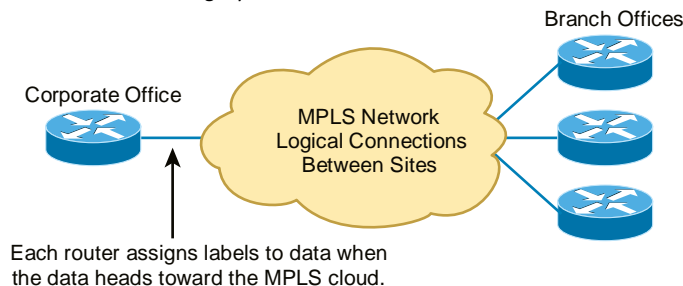 Branch Offices
Corporate Office
MPLS Network
Logical Connections
Between Sites
Each router assigns labels to data when
the data heads toward the MPLS cloud.